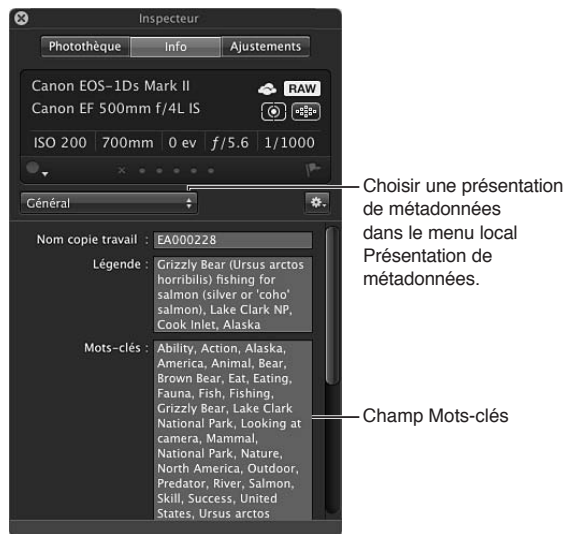 Inspecteur
Photothèque Info Ajustements
Canon EOS-1Ds Mark II
RAW
Canon EF 500mm f/4L IS
ISO 200 700mm 0 ev ƒ/5.6 1/1000
Général
Choisir une présentation
de métadonnées
dans le menu local
Présentation de
métadonnées.
Nom copie travail : EA000228
Légende : Grizzly Bear (Ursus arctos
horribilis) fishing for
salmon (silver or 'coho'
salmon), Lake Clark NP,
Cook Inlet, Alaska
Mots-clés : Ability, Action, Alaska,
America, Animal, Bear,
Brown Bear, Eat, Eating,
Fauna, Fish, Fishing,
Grizzly Bear, Lake Clark
National Park, Looking at
camera, Mammal,
National Park, Nature,
North America, Outdoor,
Predator, River, Salmon,
Skill, Success, United
States, Ursus arctos
Champ Mots-clés